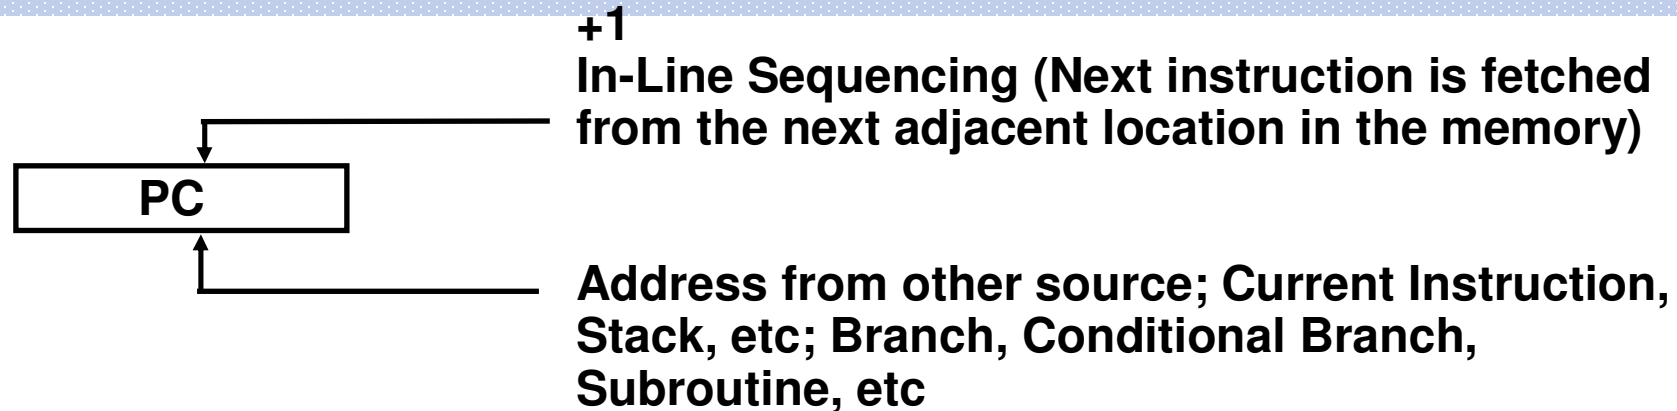 +1
In-Line Sequencing (Next instruction is fetched
from the next adjacent location in the memory)
PC
Address from other source; Current Instruction,
Stack, etc; Branch, Conditional Branch,
Subroutine, etc